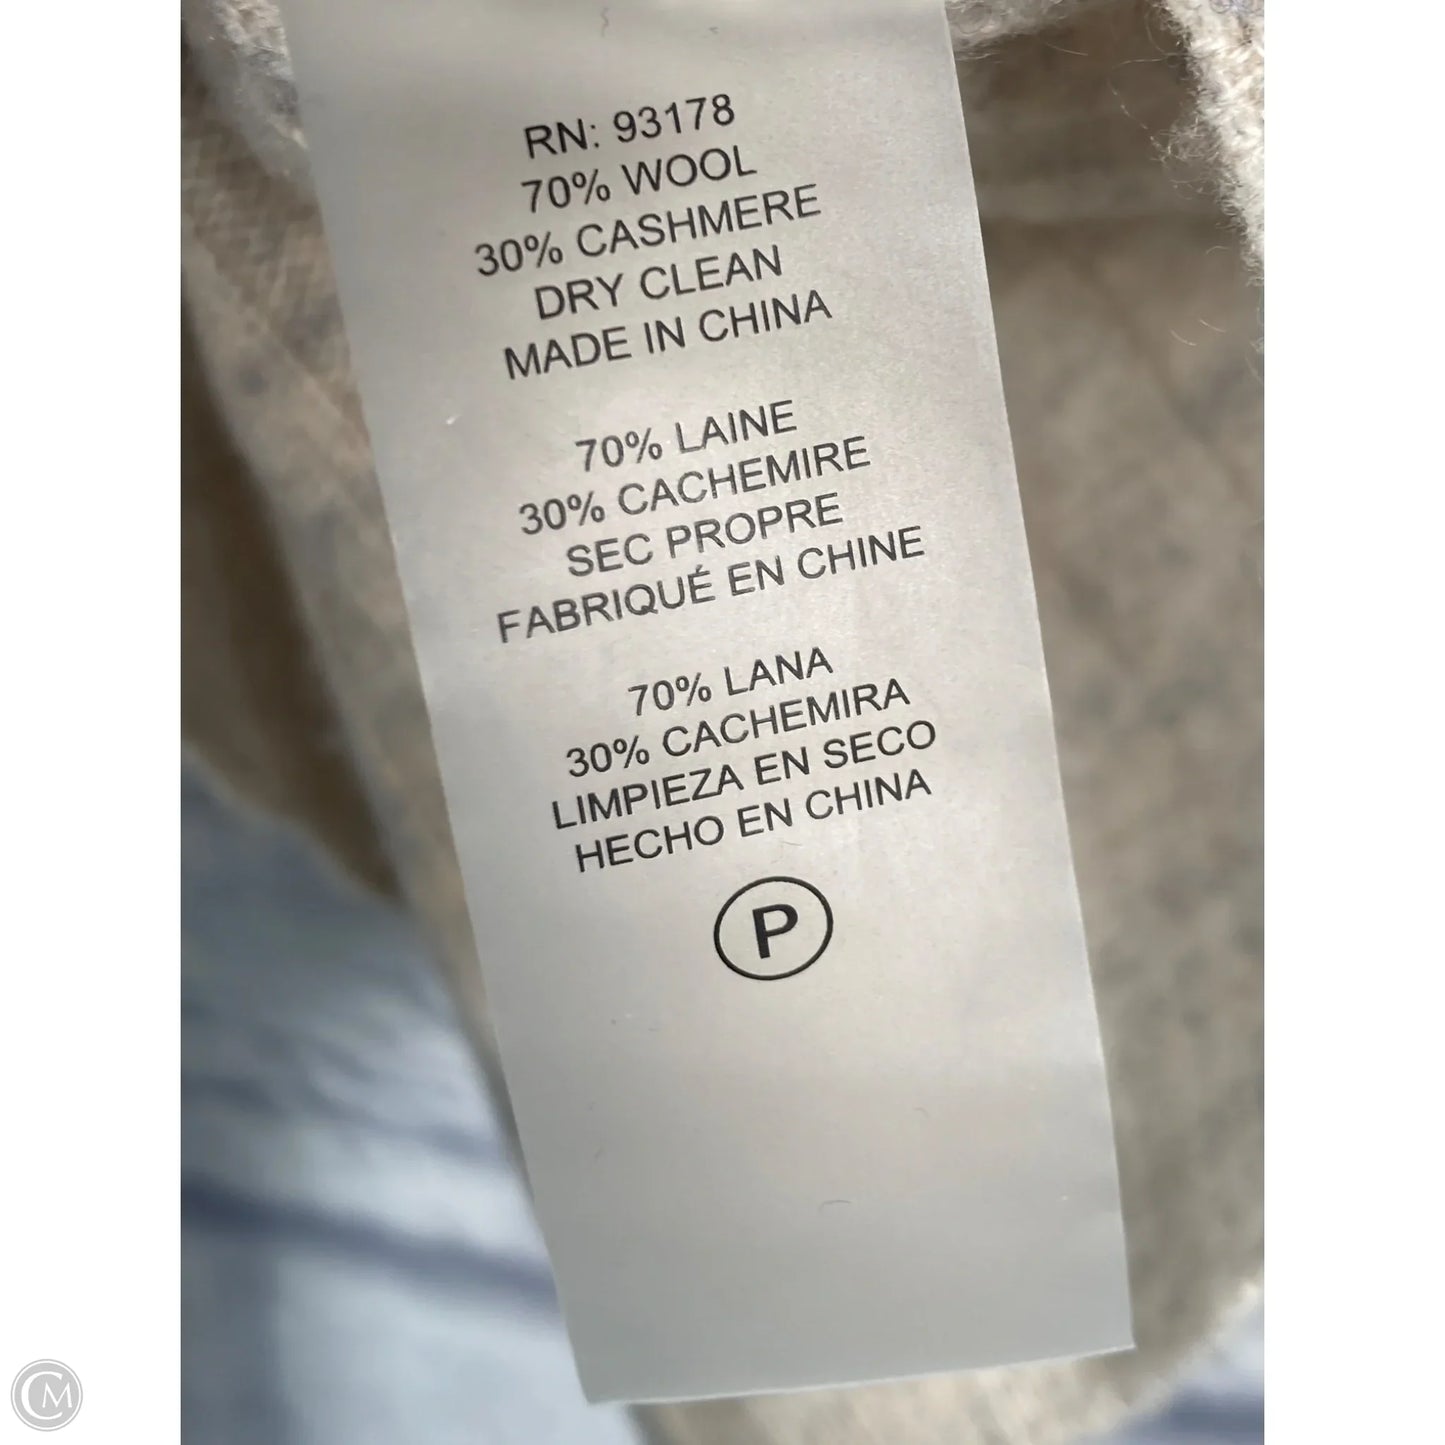 RN: 93178
70% WOOL
30% CASHMERE
DRY CLEAN
MADE IN CHINA
70% LAINE
30% CACHEMIRE
SEC PROPRE
FABRIQUÉ EN CHINE
70% LANA
30% CACHEMIRA
LIMPIEZA EN SECO
HECHO EN CHINA
P
CM